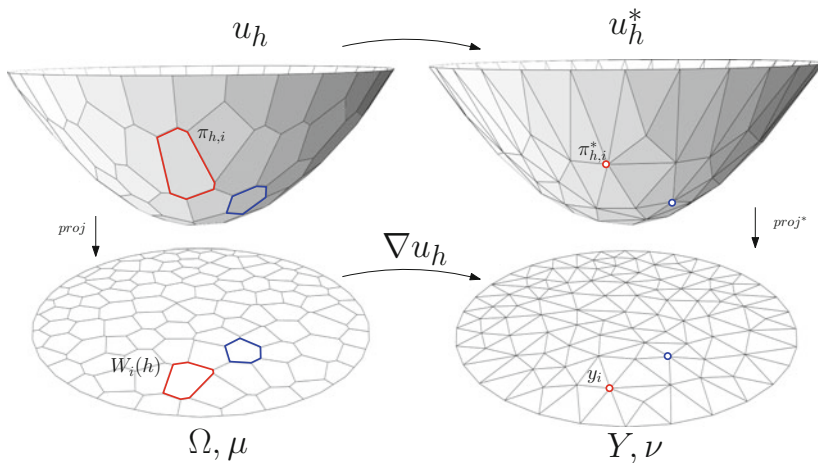 u_h
u_h^*
π_{h,i}
π_{h,i}^*
proj
proj*
∇u_h
W_i(h)
y_i
Ω, μ
Y, ν